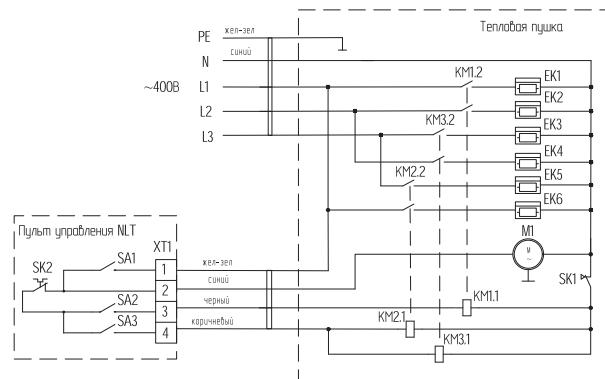 Тепловая пушка
PE жел-зел
N синий
~400В L1
L2
L3
KM1.2
KM3.2
KM2.2
EK1
EK2
EK3
EK4
EK5
EK6
M1
M
~
SK1
KM1.1
KM2.1
KM3.1
Пульт управления NLT
XT1
SK2
SA1
SA2
SA3
1 жел-зел
2 синий
3 черный
4 коричневый